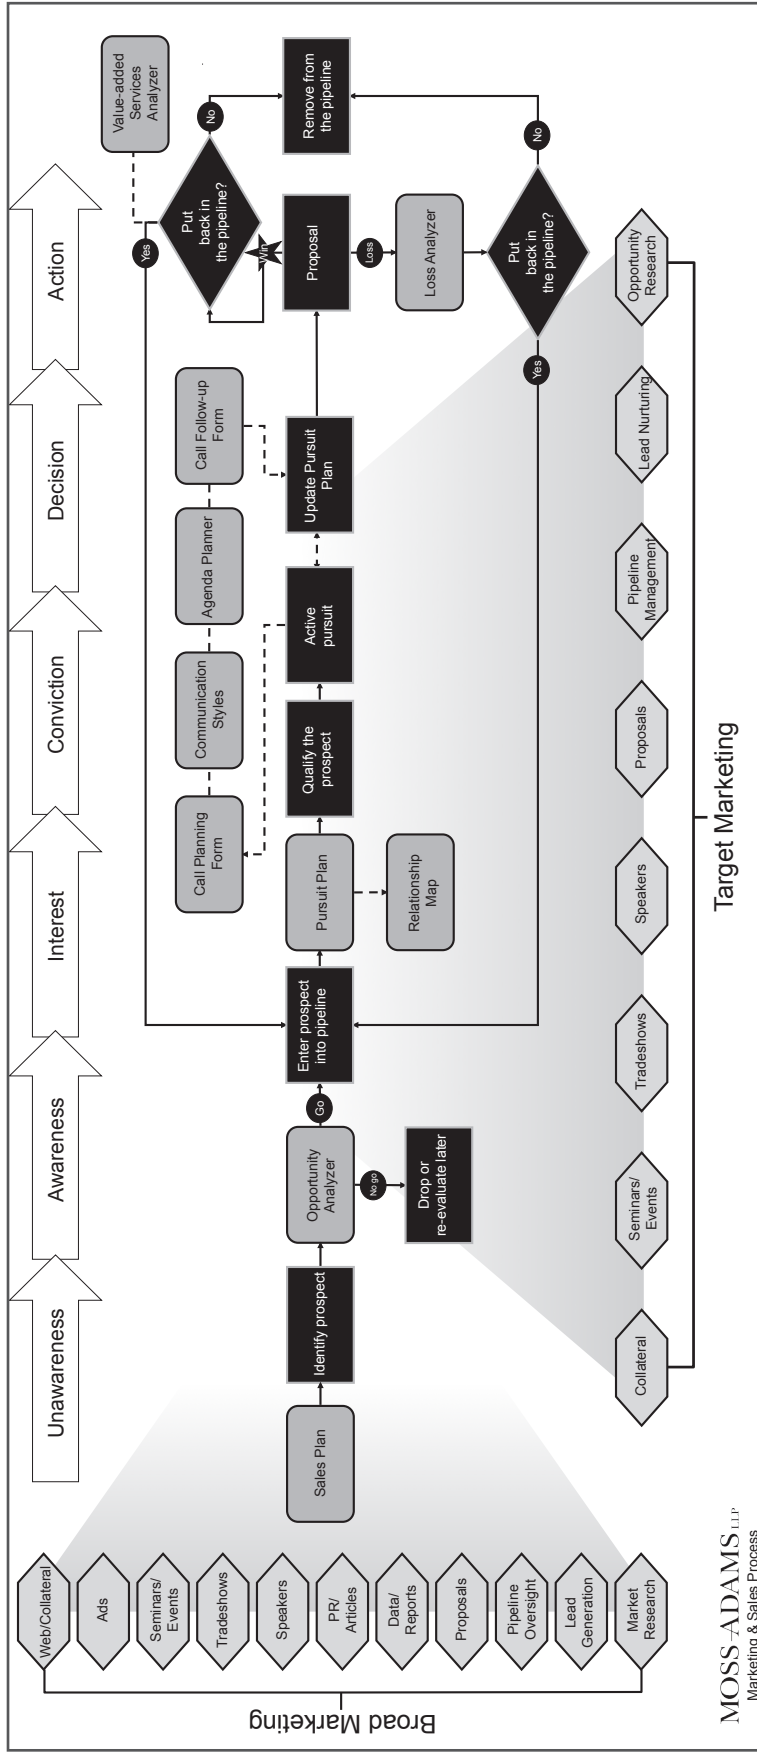 Unawareness
Awareness
Interest
Conviction
Decision
Action
Broad Marketing
Web/Collateral
Ads
Seminars/
Events
Tradeshows
Speakers
PR/
Articles
Data/
Reports
Proposals
Pipeline
Oversight
Lead
Generation
Market
Research
Sales Plan
Identify prospect
Opportunity
Analyzer
Go
No go
Drop or
re-evaluate later
Enter prospect
into pipeline
Pursuit Plan
Relationship
Map
Qualify the
prospect
Active
pursuit
Call Planning
Form
Communication
Styles
Agenda Planner
Call Follow-up
Form
Update Pursuit
Plan
Proposal
Win
Loss
Loss Analyzer
Put
back in
the pipeline?
Yes
No
Value-added
Services
Analyzer
Remove from
the pipeline
Put
back in
the pipeline?
Yes
No
Collateral
Seminars/
Events
Tradeshows
Speakers
Proposals
Pipeline
Management
Lead Nurturing
Opportunity
Research
Target Marketing
MOSS-ADAMS LLP
Marketing & Sales Process